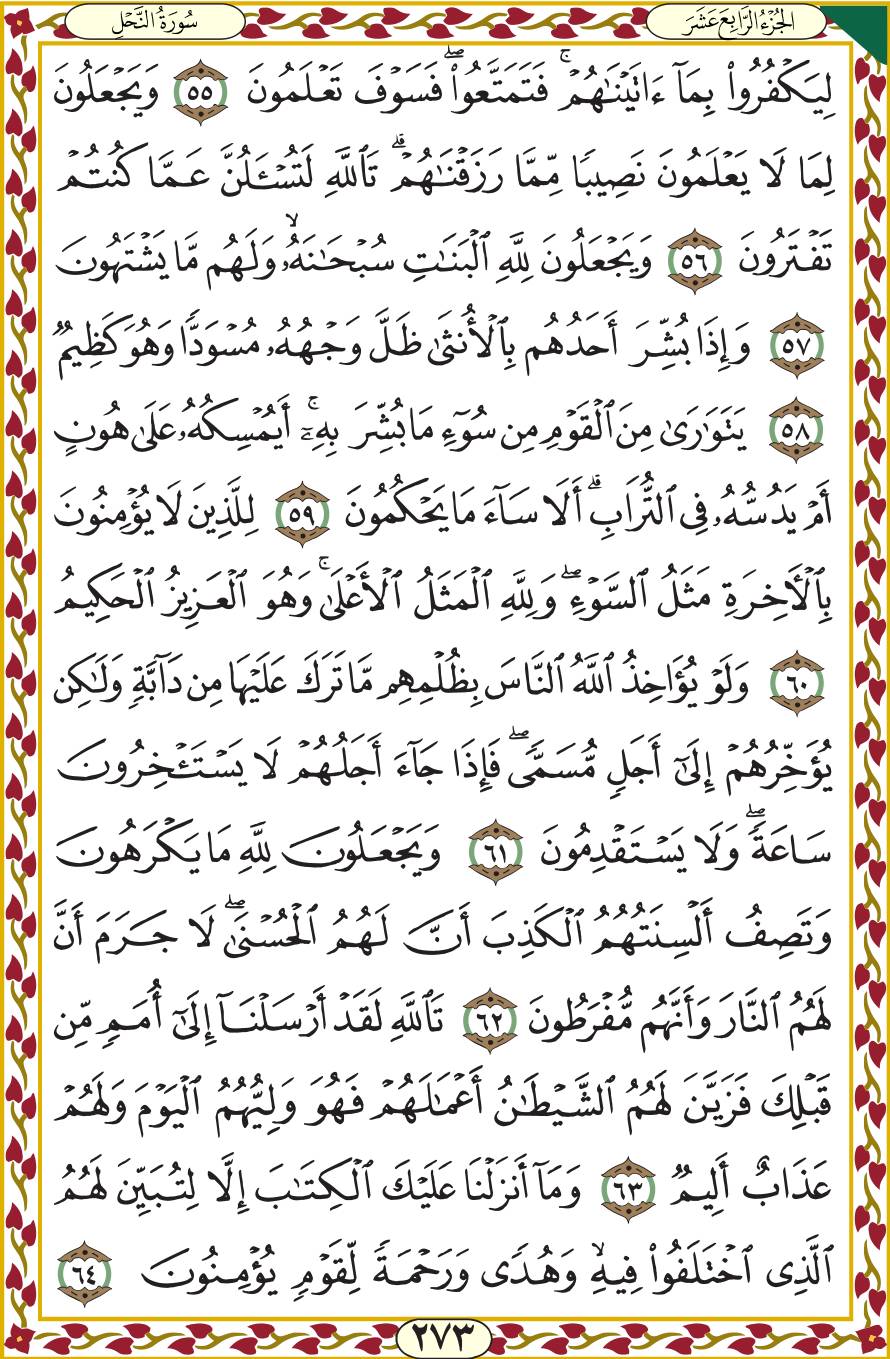 الجُزْءُ الرَّابِعَ عَشَرَ
سُورَةُ النَّحْلِ
لِيَكۡفُرُواْ بِمَآ ءَاتَيۡنَٰهُمۡۚ فَتَمَتَّعُواْۖ فَسَوۡفَ تَعۡلَمُونَ ٥٥ وَيَجۡعَلُونَ
لِمَا لَا يَعۡلَمُونَ نَصِيبٗا مِّمَّا رَزَقۡنَٰهُمۡۗ تَٱللَّهِ لَتُسۡـَٔلُنَّ عَمَّا كُنتُمۡ
تَفۡتَرُونَ ٥٦ وَيَجۡعَلُونَ لِلَّهِ ٱلۡبَنَٰتِ سُبۡحَٰنَهُۥۙ وَلَهُم مَّا يَشۡتَهُونَ
٥٧ وَإِذَا بُشِّرَ أَحَدُهُم بِٱلۡأُنثَىٰ ظَلَّ وَجۡهُهُۥ مُسۡوَدّٗا وَهُوَ كَظِيمٞ
٥٨ يَتَوَٰرَىٰ مِنَ ٱلۡقَوۡمِ مِن سُوٓءِ مَا بُشِّرَ بِهِۦٓۚ أَيُمۡسِكُهُۥ عَلَىٰ هُونٍ
أَمۡ يَدُسُّهُۥ فِي ٱلتُّرَابِۗ أَلَا سَآءَ مَا يَحۡكُمُونَ ٥٩ لِلَّذِينَ لَا يُؤۡمِنُونَ
بِٱلۡأٓخِرَةِ مَثَلُ ٱلسَّوۡءِۖ وَلِلَّهِ ٱلۡمَثَلُ ٱلۡأَعۡلَىٰۚ وَهُوَ ٱلۡعَزِيزُ ٱلۡحَكِيمُ
٦٠ وَلَوۡ يُؤَاخِذُ ٱللَّهُ ٱلنَّاسَ بِظُلۡمِهِم مَّا تَرَكَ عَلَيۡهَا مِن دَآبَّةٖ وَلَٰكِن
يُؤَخِّرُهُمۡ إِلَىٰٓ أَجَلٖ مُّسَمّٗىۖ فَإِذَا جَآءَ أَجَلُهُمۡ لَا يَسۡتَـٔۡخِرُونَ
سَاعَةٗۖ وَلَا يَسۡتَقۡدِمُونَ ٦١ وَيَجۡعَلُونَ لِلَّهِ مَا يَكۡرَهُونَ
وَتَصِفُ أَلۡسِنَتُهُمُ ٱلۡكَذِبَ أَنَّ لَهُمُ ٱلۡحُسۡنَىٰۖ لَا جَرَمَ أَنَّ
لَهُمُ ٱلنَّارَ وَأَنَّهُم مُّفۡرَطُونَ ٦٢ تَٱللَّهِ لَقَدۡ أَرۡسَلۡنَآ إِلَىٰٓ أُمَمٖ مِّن
قَبۡلِكَ فَزَيَّنَ لَهُمُ ٱلشَّيۡطَٰنُ أَعۡمَٰلَهُمۡ فَهُوَ وَلِيُّهُمُ ٱلۡيَوۡمَ وَلَهُمۡ
عَذَابٌ أَلِيمٞ ٦٣ وَمَآ أَنزَلۡنَا عَلَيۡكَ ٱلۡكِتَٰبَ إِلَّا لِتُبَيِّنَ لَهُمُ
ٱلَّذِي ٱخۡتَلَفُواْ فِيهِۙ وَهُدٗى وَرَحۡمَةٗ لِّقَوۡمٖ يُؤۡمِنُونَ ٦٤
٢٧٣